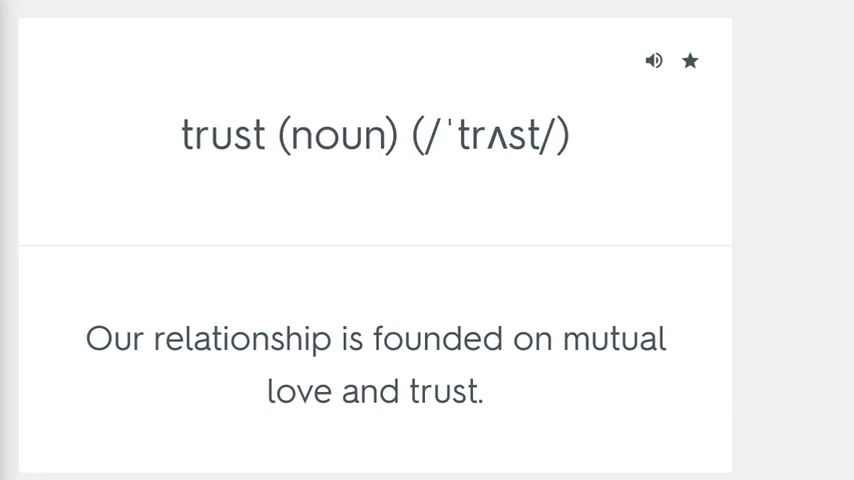 trust (noun) (/ˈtrʌst/)
Our relationship is founded on mutual
love and trust.